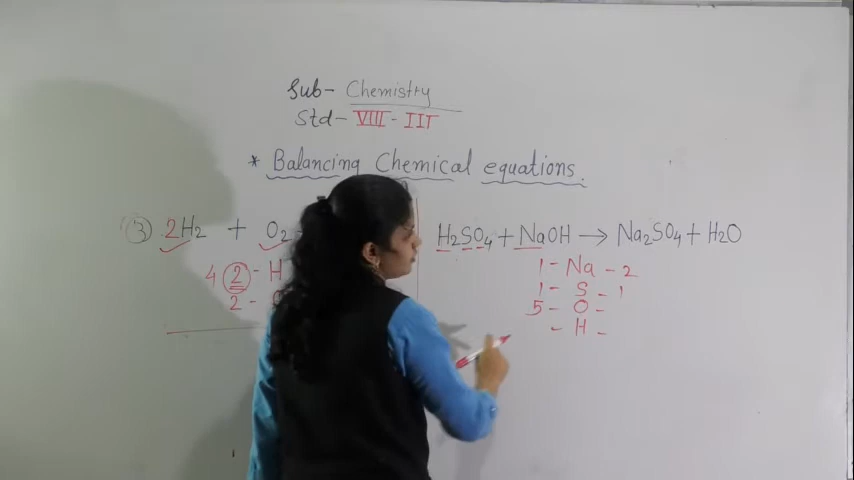 Sub- Chemistry
Std- VIII - IIT
* Balancing Chemical equations.
(3) 2H₂ + O₂
4 2 - H
2 -
H₂SO₄ + NaOH → Na₂SO₄ + H₂O
1 - Na - 2
1 - S - 1
5 - O -
- H -